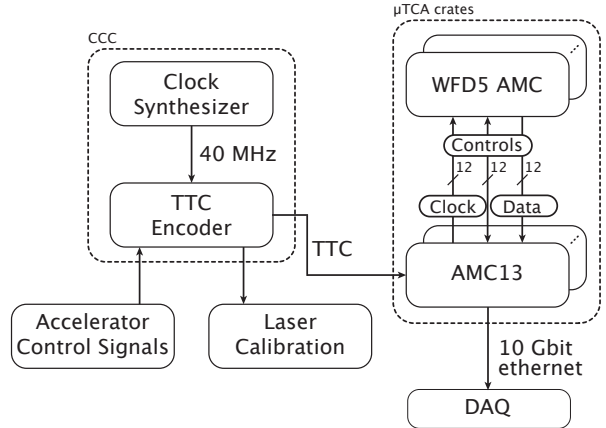 CCC
Clock
Synthesizer
40 MHz
TTC
Encoder
TTC
Accelerator
Control Signals
Laser
Calibration
µTCA crates
WFD5 AMC
Controls
12
12
12
Clock
Data
AMC13
10 Gbit
ethernet
DAQ